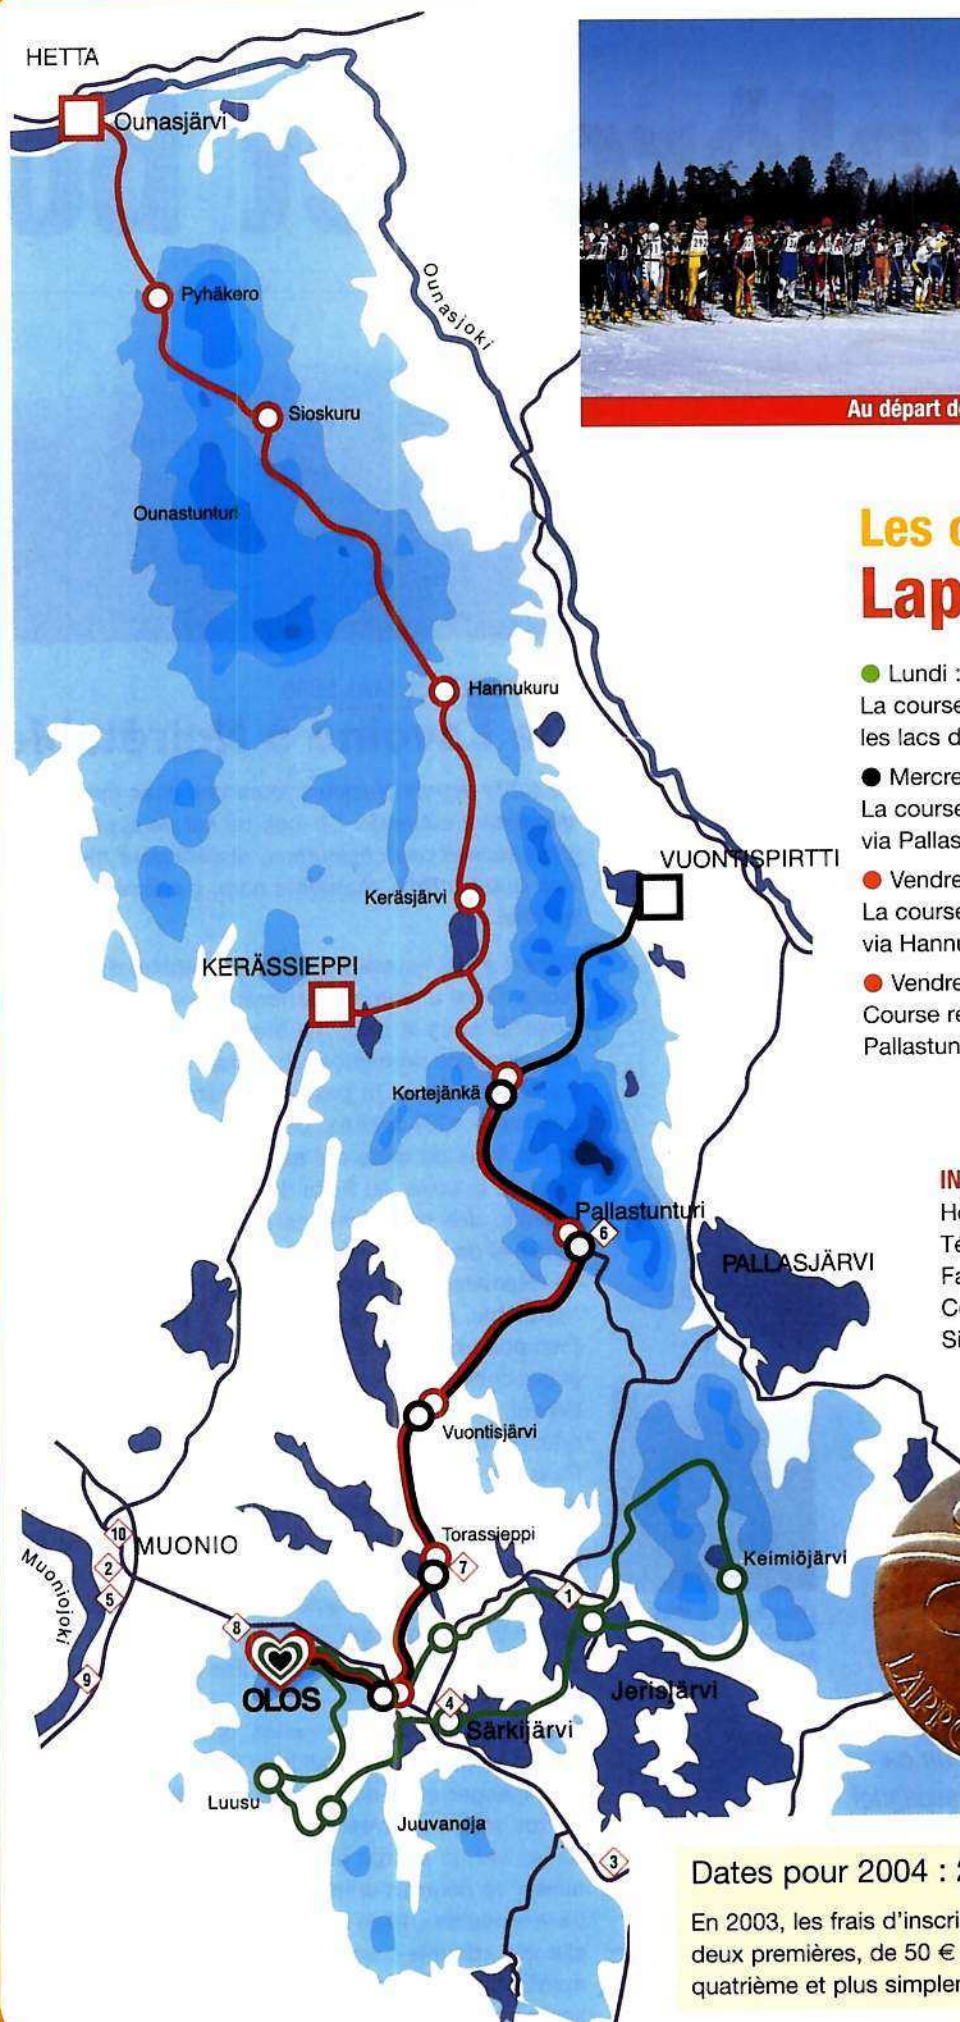 HETTA
Ounasjärvi
Pyhäkero
Ounasjoki
Sioskuru
Au départ
Ounastunturi
Les
Lap
Lundi :
La course
les lacs
Hannukuru
Mercre
La course
via Pallas
VUONTISPIRTTI
Vendre
La course
via Hannu
Keräsjärvi
KERÄSSIEPPI
Vendre
Course
Pallastun
Kortejänkä
IN
Pallastunturi
6
PALLASJÄRVI
Vuontisjärvi
Torassieppi
7
10
MUONIO
2
5
Muoniojoki
Keimiöjärvi
1
8
9
OLOS
4
Jerisjärvi
Särkijärvi
Luusu
Juuvanoja
3
LAPPO
Dates pour 2004 : 2
En 2003, les frais d'inscri
deux premières, de 50 €
quatrième et plus simplem